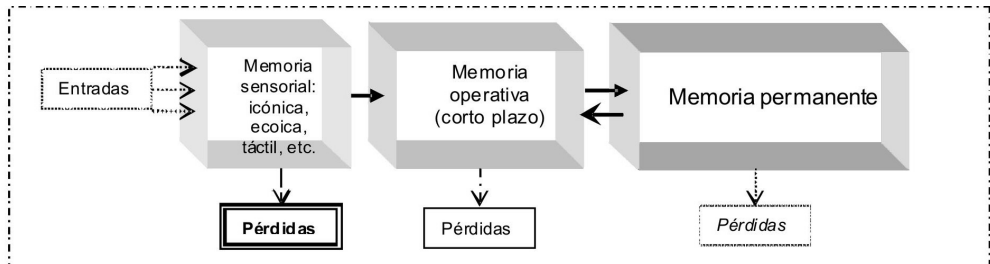 Entradas
Memoria
sensorial:
icónica,
ecoica,
táctil, etc.
Memoria
operativa
(corto plazo)
Memoria permanente
Pérdidas
Pérdidas
Pérdidas